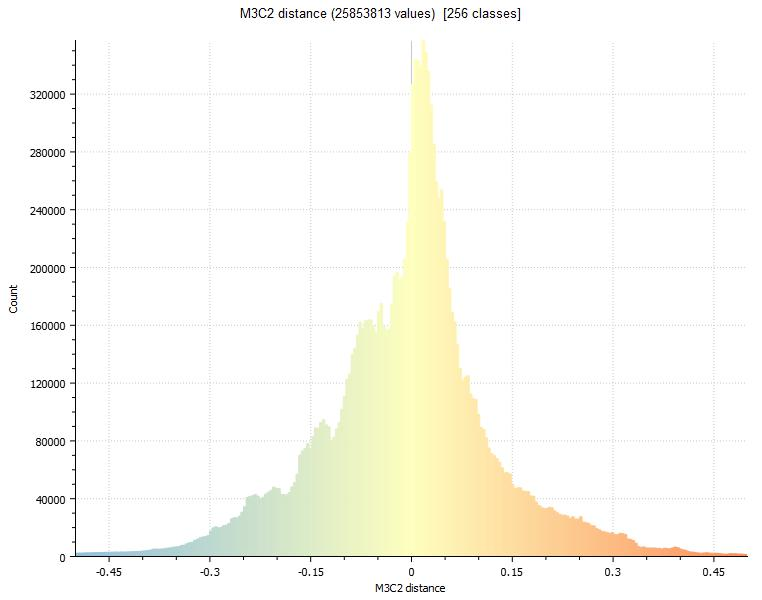 M3C2 distance (25853813 values) [256 classes]
320000
280000
240000
200000
160000
120000
80000
40000
0
Count
-0.45 -0.3 -0.15 0 0.15 0.3 0.45
M3C2 distance